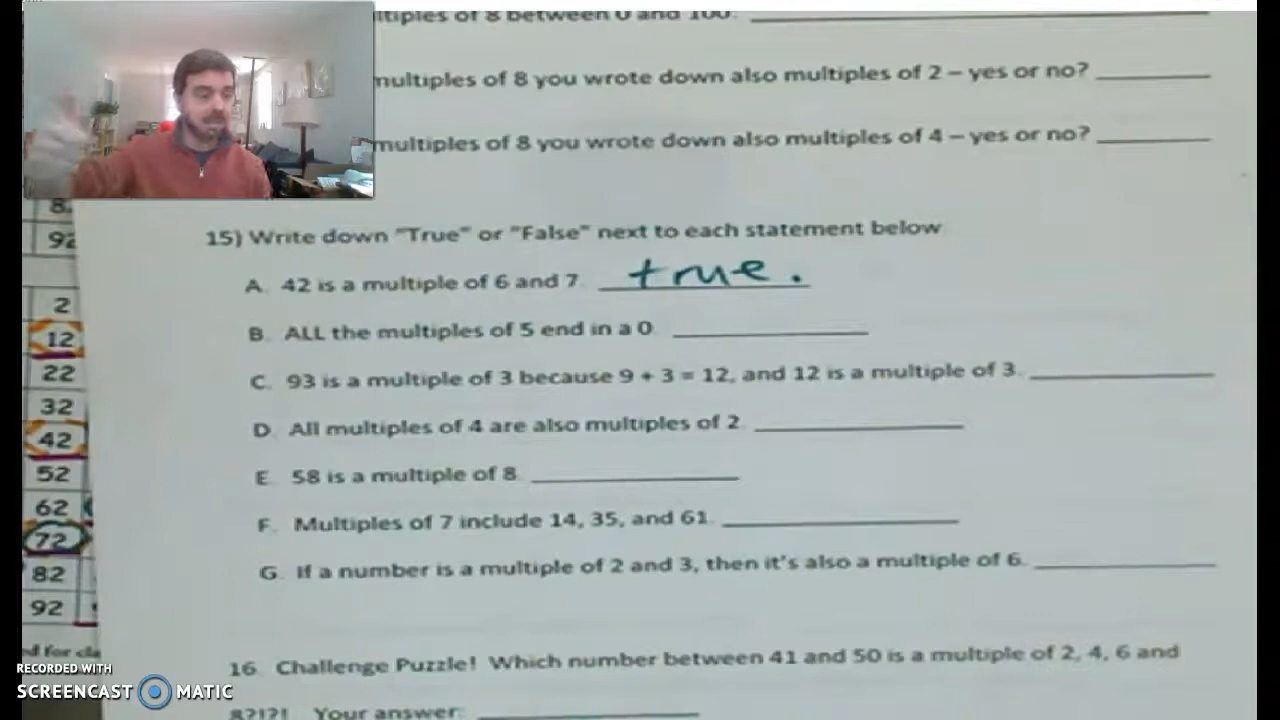 ltiples of 8 between 0 and 100.
multiples of 8 you wrote down also multiples of 2 – yes or no?
multiples of 8 you wrote down also multiples of 4 – yes or no?
92
15) Write down "True" or "False" next to each statement below
A. 42 is a multiple of 6 and 7. true.
B. ALL the multiples of 5 end in a 0.
C. 93 is a multiple of 3 because 9 + 3 = 12, and 12 is a multiple of 3.
D. All multiples of 4 are also multiples of 2.
E. 58 is a multiple of 8.
F. Multiples of 7 include 14, 35, and 61.
G. If a number is a multiple of 2 and 3, then it's also a multiple of 6.
2
12
22
32
42
52
62
72
82
92
16. Challenge Puzzle! Which number between 41 and 50 is a multiple of 2, 4, 6 and
8?!?! Your answer:
RECORDED WITH
SCREENCAST MATIC